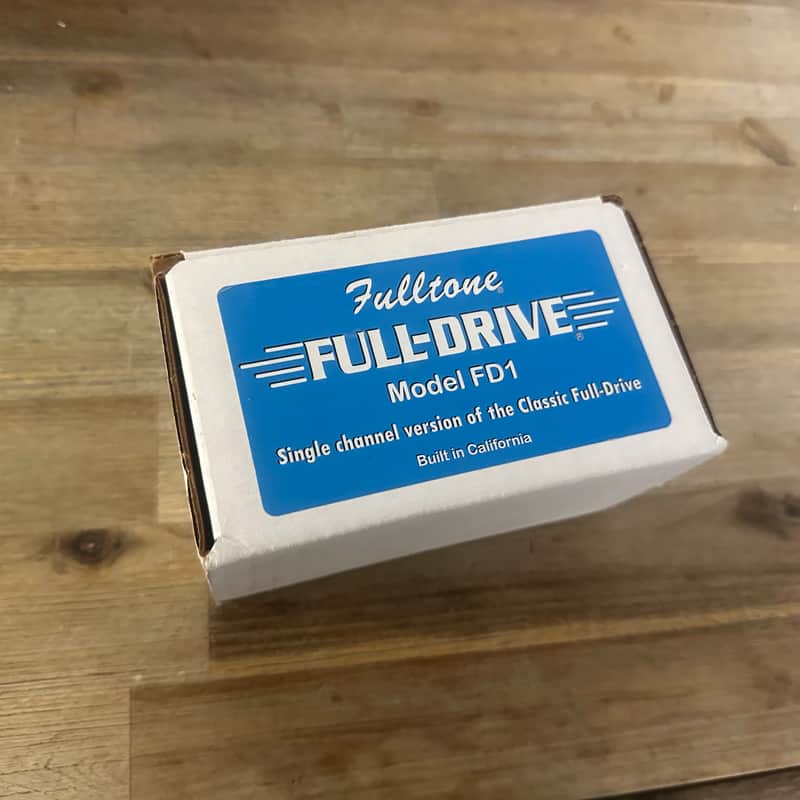 Fulltone®
FULL-DRIVE®
Model FD1
Single channel version of the Classic Full-Drive
Built in California